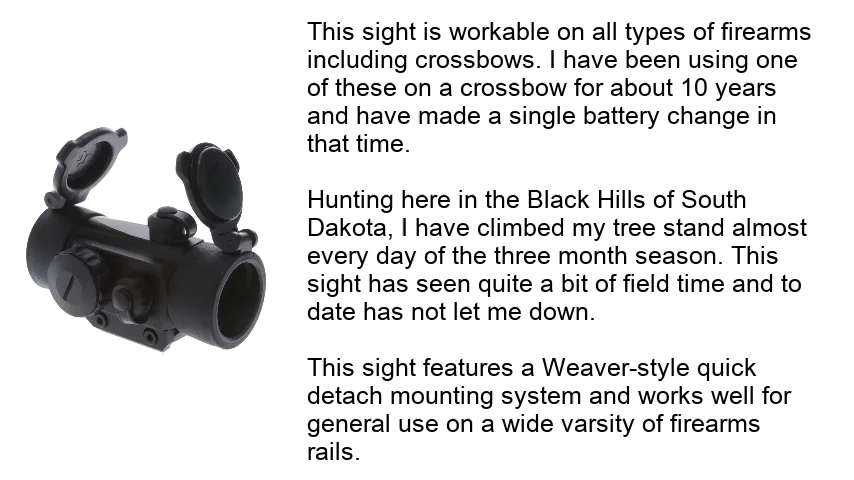 This sight is workable on all types of firearms
including crossbows. I have been using one
of these on a crossbow for about 10 years
and have made a single battery change in
that time.
Hunting here in the Black Hills of South
Dakota, I have climbed my tree stand almost
every day of the three month season. This
sight has seen quite a bit of field time and to
date has not let me down.
This sight features a Weaver-style quick
detach mounting system and works well for
general use on a wide varsity of firearms
rails.